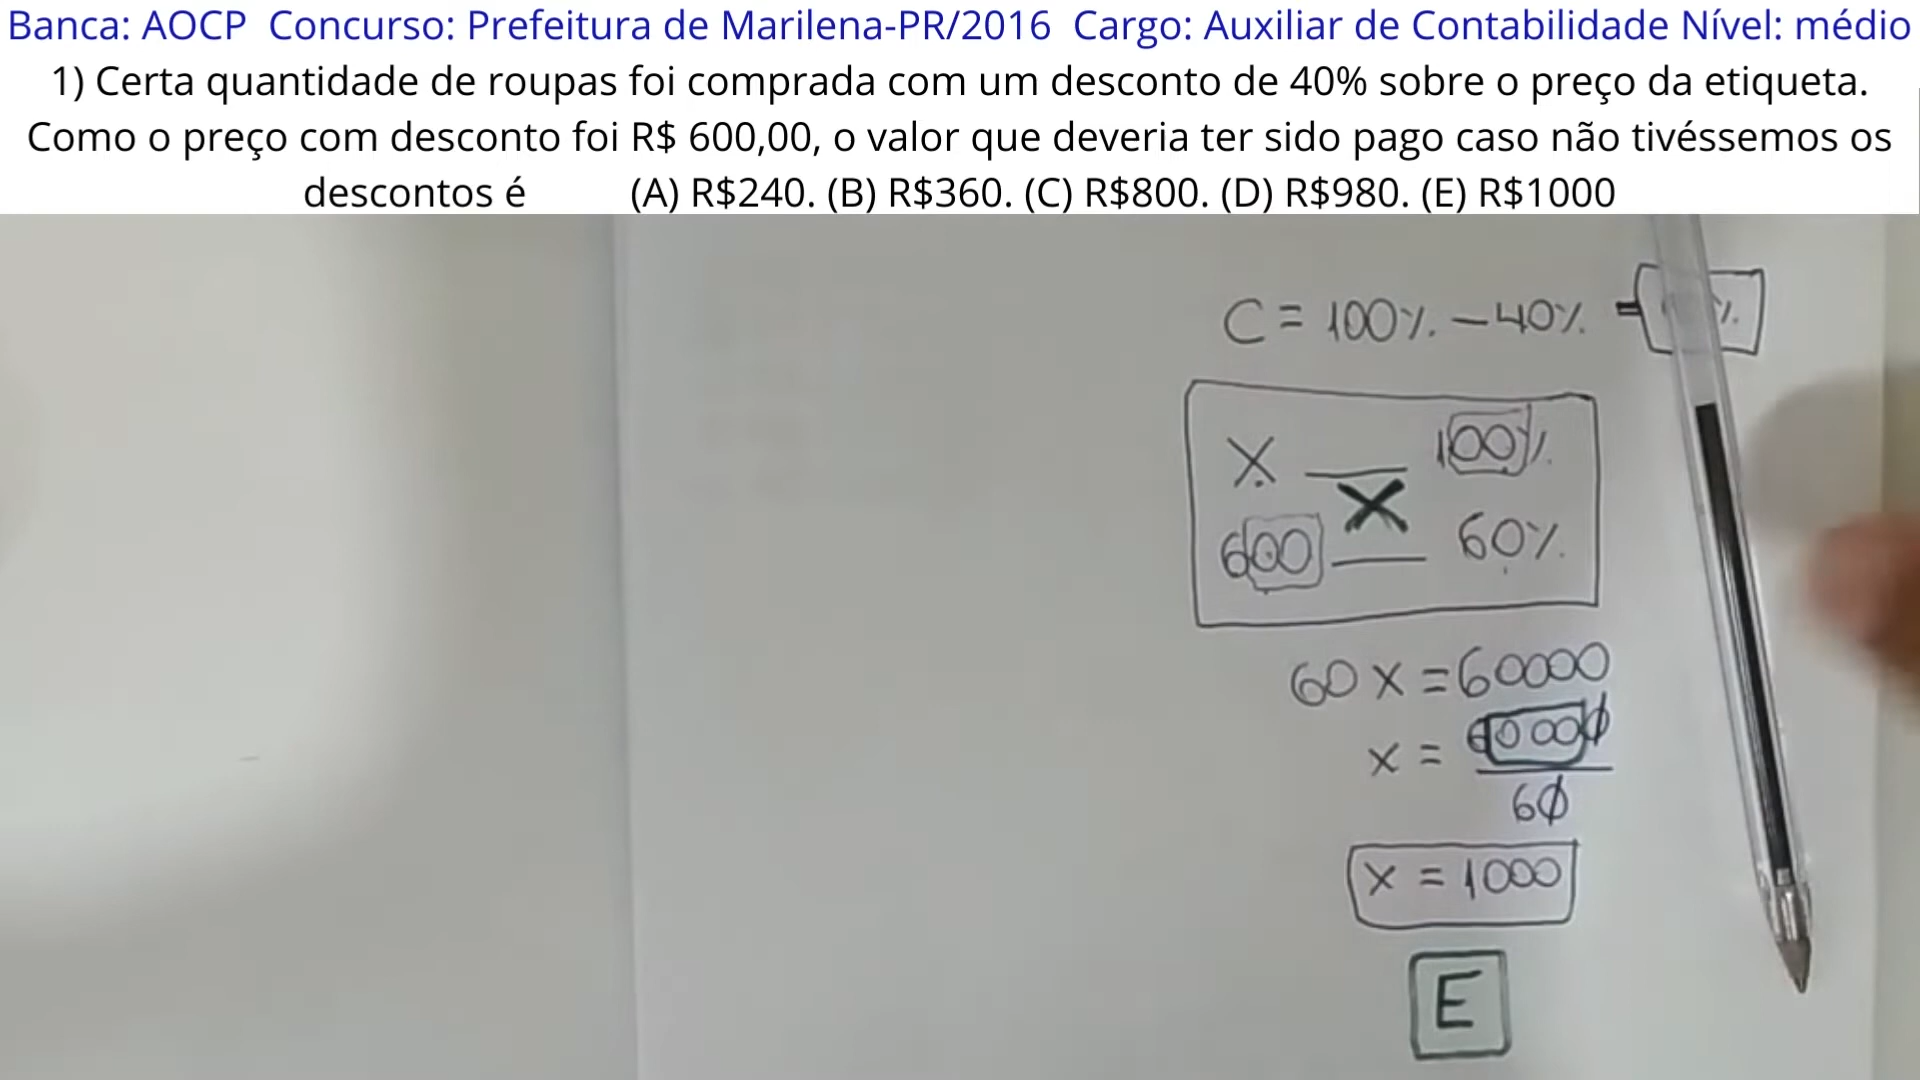 Banca: AOCP Concurso: Prefeitura de Marilena-PR/2016 Cargo: Auxiliar de Contabilidade Nível: médio
1) Certa quantidade de roupas foi comprada com um desconto de 40% sobre o preço da etiqueta.
Como o preço com desconto foi R$ 600,00, o valor que deveria ter sido pago caso não tivéssemos os
descontos é (A) R$240. (B) R$360. (C) R$800. (D) R$980. (E) R$1000
C = 100% - 40% = %
X — 100%
X
600 — 60%
60 X = 60000
X = 60000
60
X = 1000
E